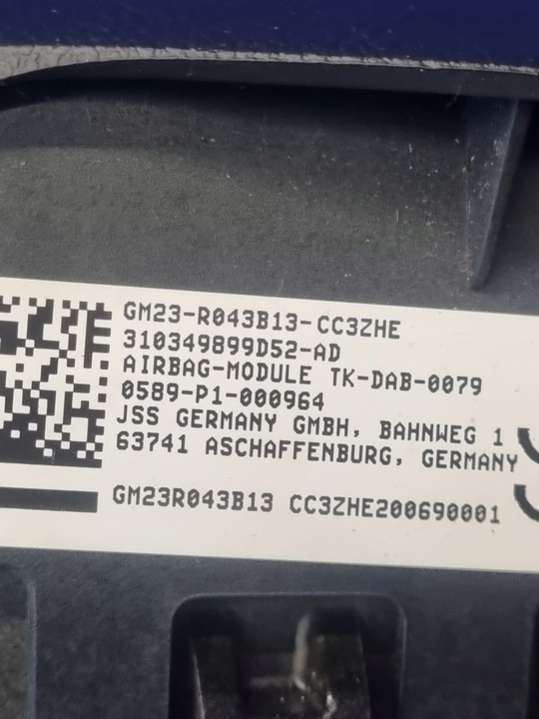 GM23-R043B13-CC3ZHE
310349899D52-AD
AIRBAG-MODULE TK-DAB-0079
0589-P1-000964
JSS GERMANY GMBH, BAHNWEG 1
63741 ASCHAFFENBURG, GERMANY
GM23R043B13 CC3ZHE200690001